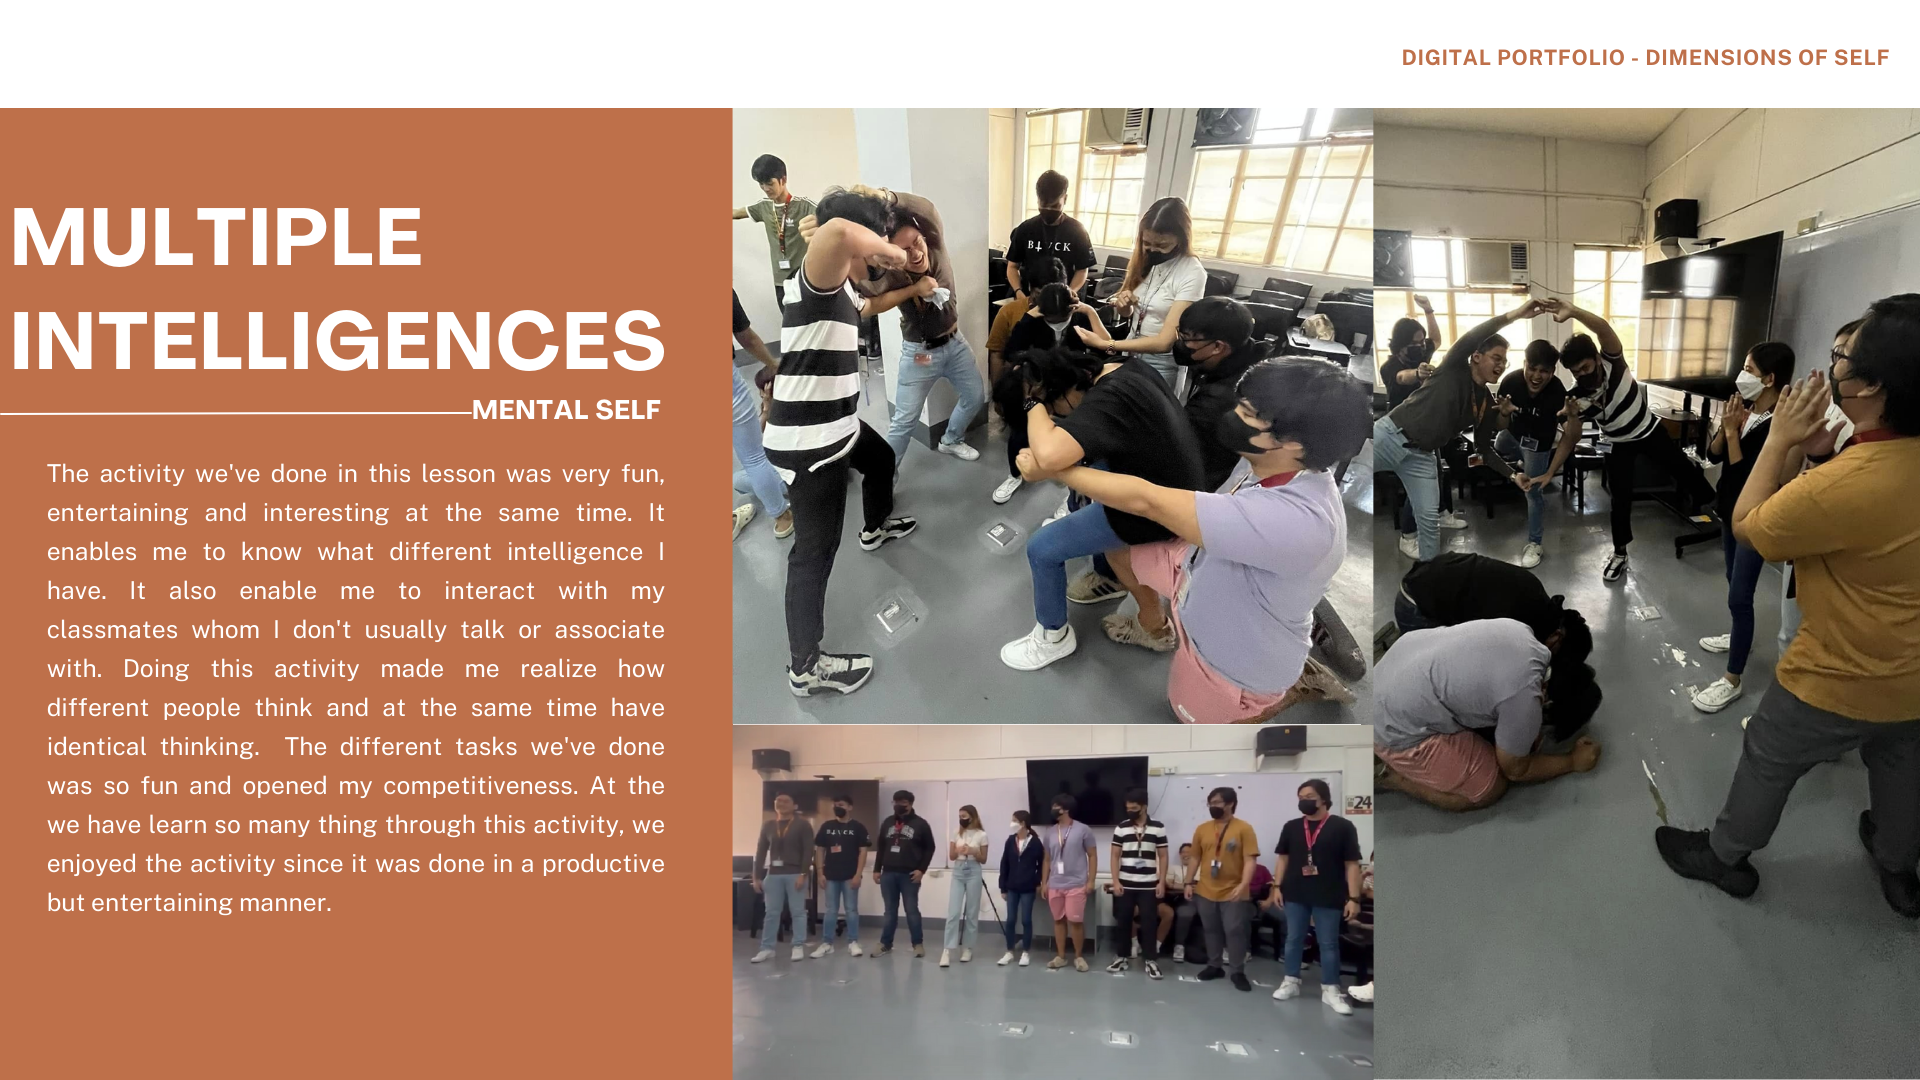 DIGITAL PORTFOLIO - DIMENSIONS OF SELF
MULTIPLE
INTELLIGENCES
MENTAL SELF
The activity we've done in this lesson was very fun,
entertaining and interesting at the same time. It
enables me to know what different intelligence I
have. It also enable me to interact with my
classmates whom I don't usually talk or associate
with. Doing this activity made me realize how
different people think and at the same time have
identical thinking. The different tasks we've done
was so fun and opened my competitiveness. At the
we have learn so many thing through this activity, we
enjoyed the activity since it was done in a productive
but entertaining manner.
24